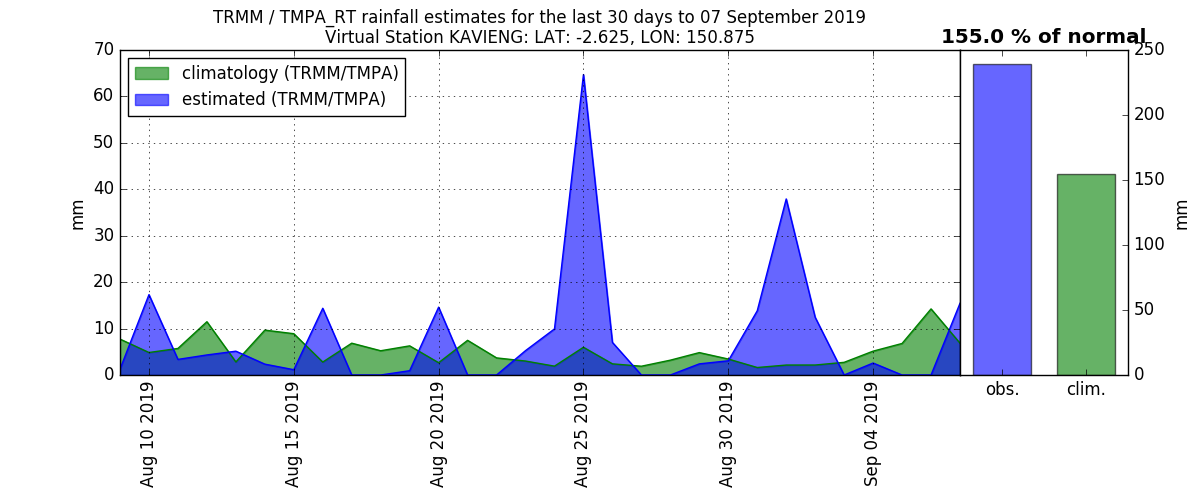 TRMM / TMPA_RT rainfall estimates for the last 30 days to 07 September 2019
Virtual Station KAVIENG: LAT: -2.625, LON: 150.875
155.0 % of normal
climatology (TRMM/TMPA)
estimated (TRMM/TMPA)
mm
70
60
50
40
30
20
10
0
Aug 10 2019
Aug 15 2019
Aug 20 2019
Aug 25 2019
Aug 30 2019
Sep 04 2019
obs.
clim.
250
200
150
100
50
0
mm